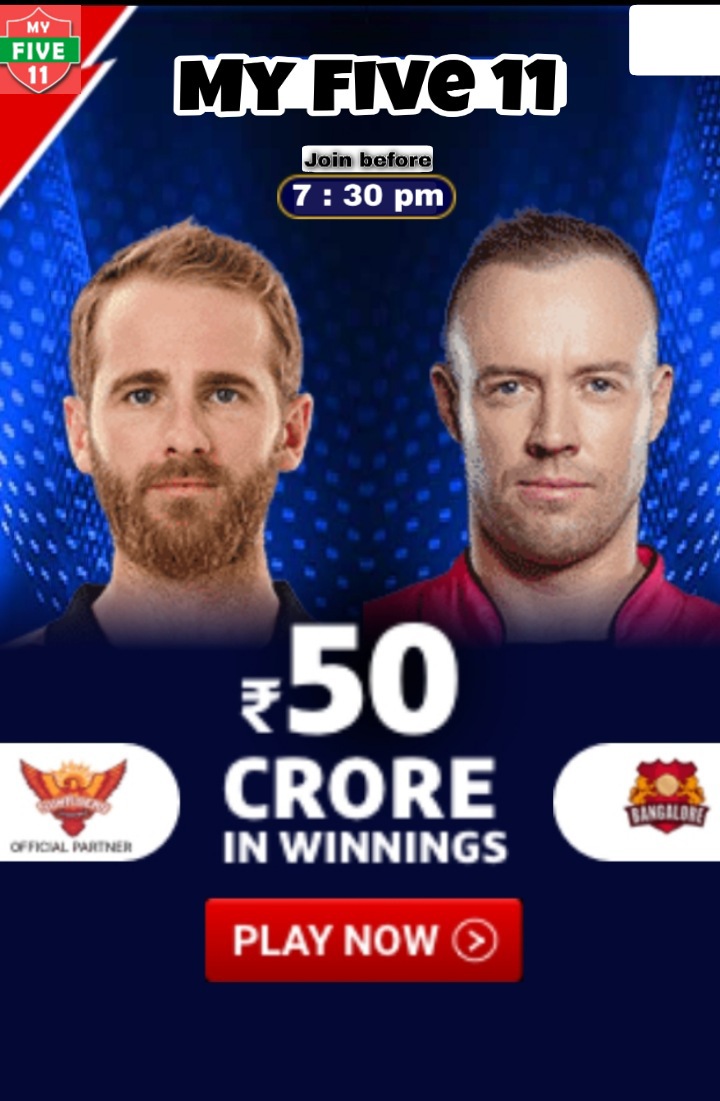 MY
FIVE
11
MY FIVe 11
Join before
7 : 30 pm
₹50
CRORE
IN WINNINGS
OFFICIAL PARTNER
BANGALORE
PLAY NOW